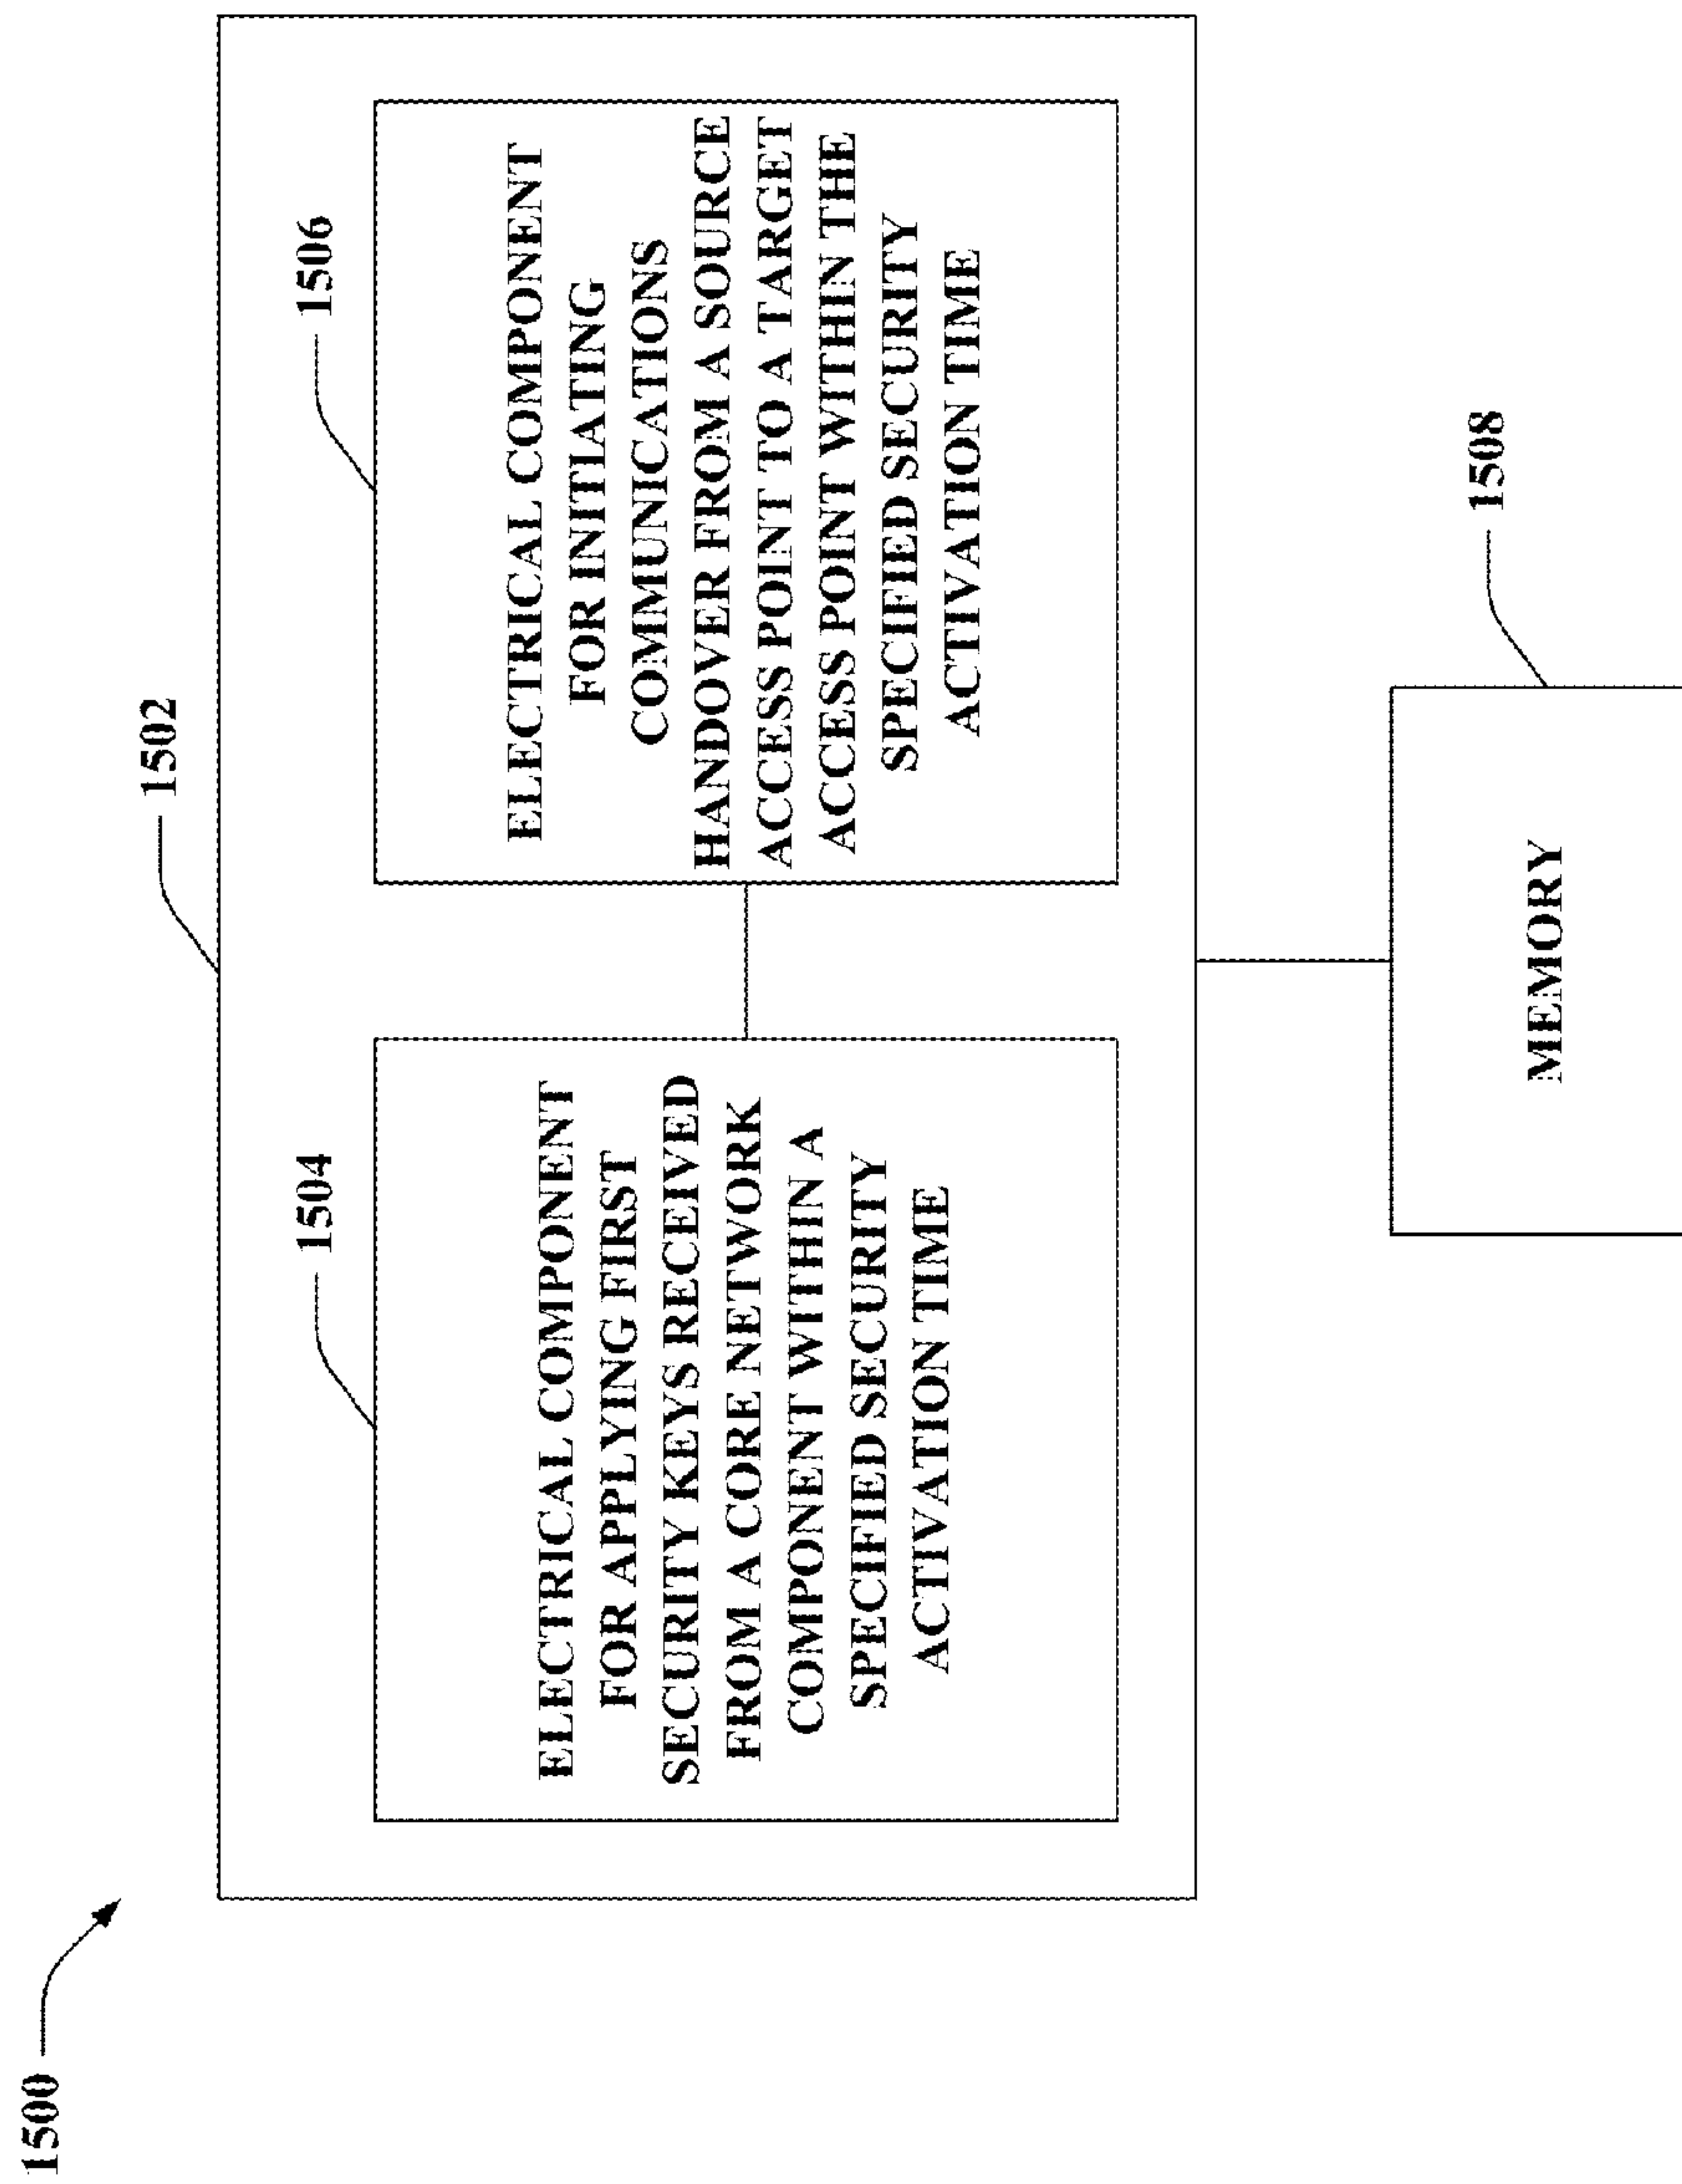 1500
1502
1504
ELECTRICAL COMPONENT
FOR APPLYING FIRST
SECURITY KEYS RECEIVED
FROM A CORE NETWORK
COMPONENT WITHIN A
SPECIFIED SECURITY
ACTIVATION TIME
1506
ELECTRICAL COMPONENT
FOR INITIATING
COMMUNICATIONS
HANDOVER FROM A SOURCE
ACCESS POINT TO A TARGET
ACCESS POINT WITHIN THE
SPECIFIED SECURITY
ACTIVATION TIME
1508
MEMORY